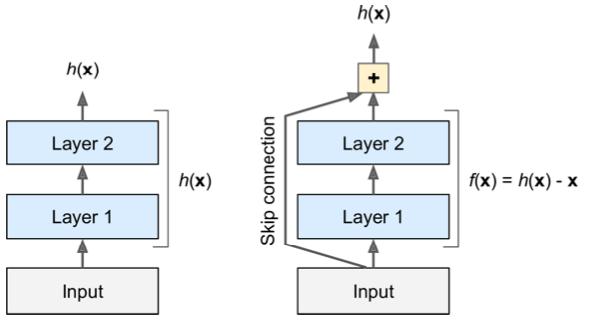 h(x)
Layer 2
Layer 1
Input
h(x)
h(x)
+
Layer 2
Layer 1
Input
Skip connection
f(x) = h(x) - x